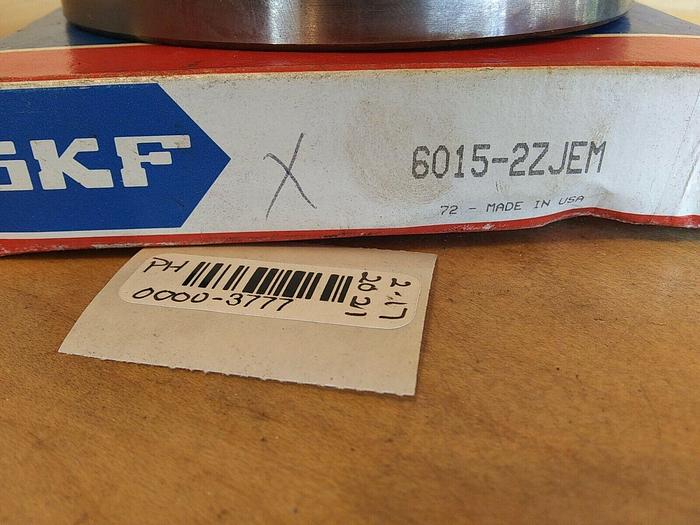 SKF
X
6015-2ZJEM
72 - MADE IN USA
PH
0000-3777
2-17
2021